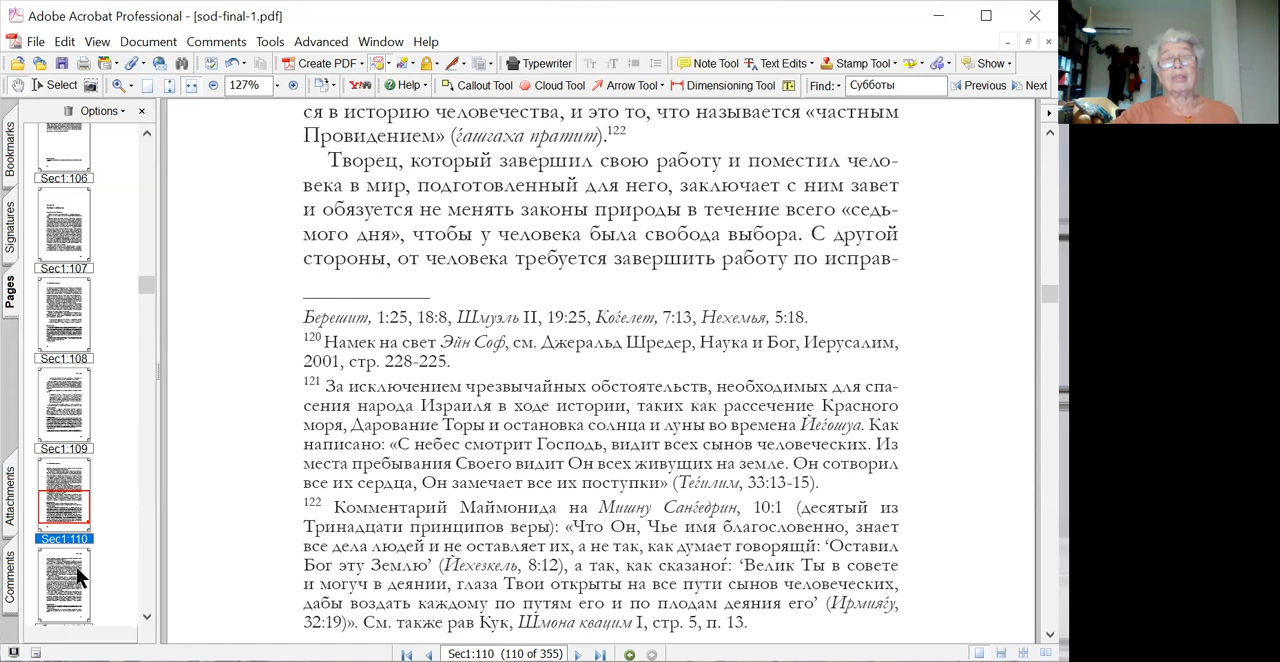 Adobe Acrobat Professional - [sod-final-1.pdf]
File Edit View Document Comments Tools Advanced Window Help
Create PDF Typewriter Note Tool Text Edits Stamp Tool Show
Select 127% Help Callout Tool Cloud Tool Arrow Tool Dimensioning Tool Find: Субботы Previous Next
Options
Bookmarks
Signatures
Pages
Attachments
Comments
Sec1:106
Sec1:107
Sec1:108
Sec1:109
Sec1:110
ся в историю человечества, и это то, что называется «частным
Провидением» (ѓашгаха пратит).122
Творец, который завершил свою работу и поместил чело-
века в мир, подготовленный для него, заключает с ним завет
и обязуется не менять законы природы в течение всего «седь-
мого дня», чтобы у человека была свобода выбора. С другой
стороны, от человека требуется завершить работу по исправ-
Берешит, 1:25, 18:8, Шмуэль II, 19:25, Коѓелет, 7:13, Нехемья, 5:18.
120 Намек на свет Эйн Соф, см. Джеральд Шредер, Наука и Бог, Иерусалим,
2001, стр. 228-225.
121 За исключением чрезвычайных обстоятельств, необходимых для спа-
сения народа Израиля в ходе истории, таких как рассечение Красного
моря, Дарование Торы и остановка солнца и луны во времена Йеѓошуа. Как
написано: «С небес смотрит Господь, видит всех сынов человеческих. Из
места пребывания Своего видит Он всех живущих на земле. Он сотворил
все их сердца, Он замечает все их поступки» (Теѓилим, 33:13-15).
122 Комментарий Маймонида на Мишну Санѓедрин, 10:1 (десятый из
Тринадцати принципов веры): «Что Он, Чье имя благословенно, знает
все дела людей и не оставляет их, а не так, как думает говорящй: ‘Оставил
Бог эту Землю’ (Йехезкель, 8:12), а так, как сказаноѓ: ‘Велик Ты в совете
и могуч в деянии, глаза Твои открыты на все пути сынов человеческих,
дабы воздать каждому по путям его и по плодам деяния его’ (Ирмияѓу,
32:19)». См. также рав Кук, Шмона квацим I, стр. 5, п. 13.
Sec1:110 (110 of 355)